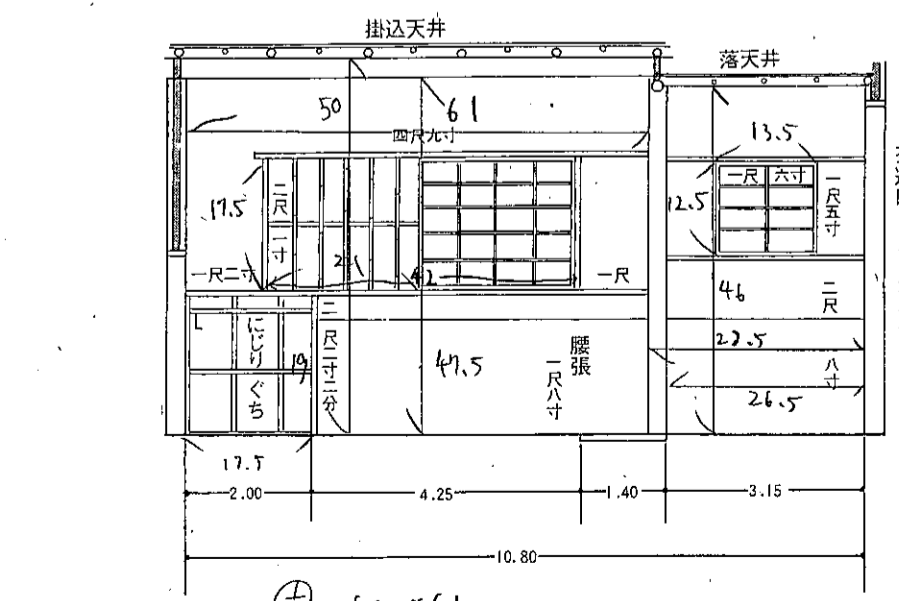 掛込天井
落天井
50
61
四尺九寸
13.5
一尺 六寸
一尺五寸
12.5
17.5
二尺一寸
21
42
一尺二寸
一尺
46
二尺
にじりぐち
19
二尺二寸二分
47.5
腰張
一尺八寸
28.5
八寸
26.5
17.5
2.00
4.25
1.40
3.15
10.80